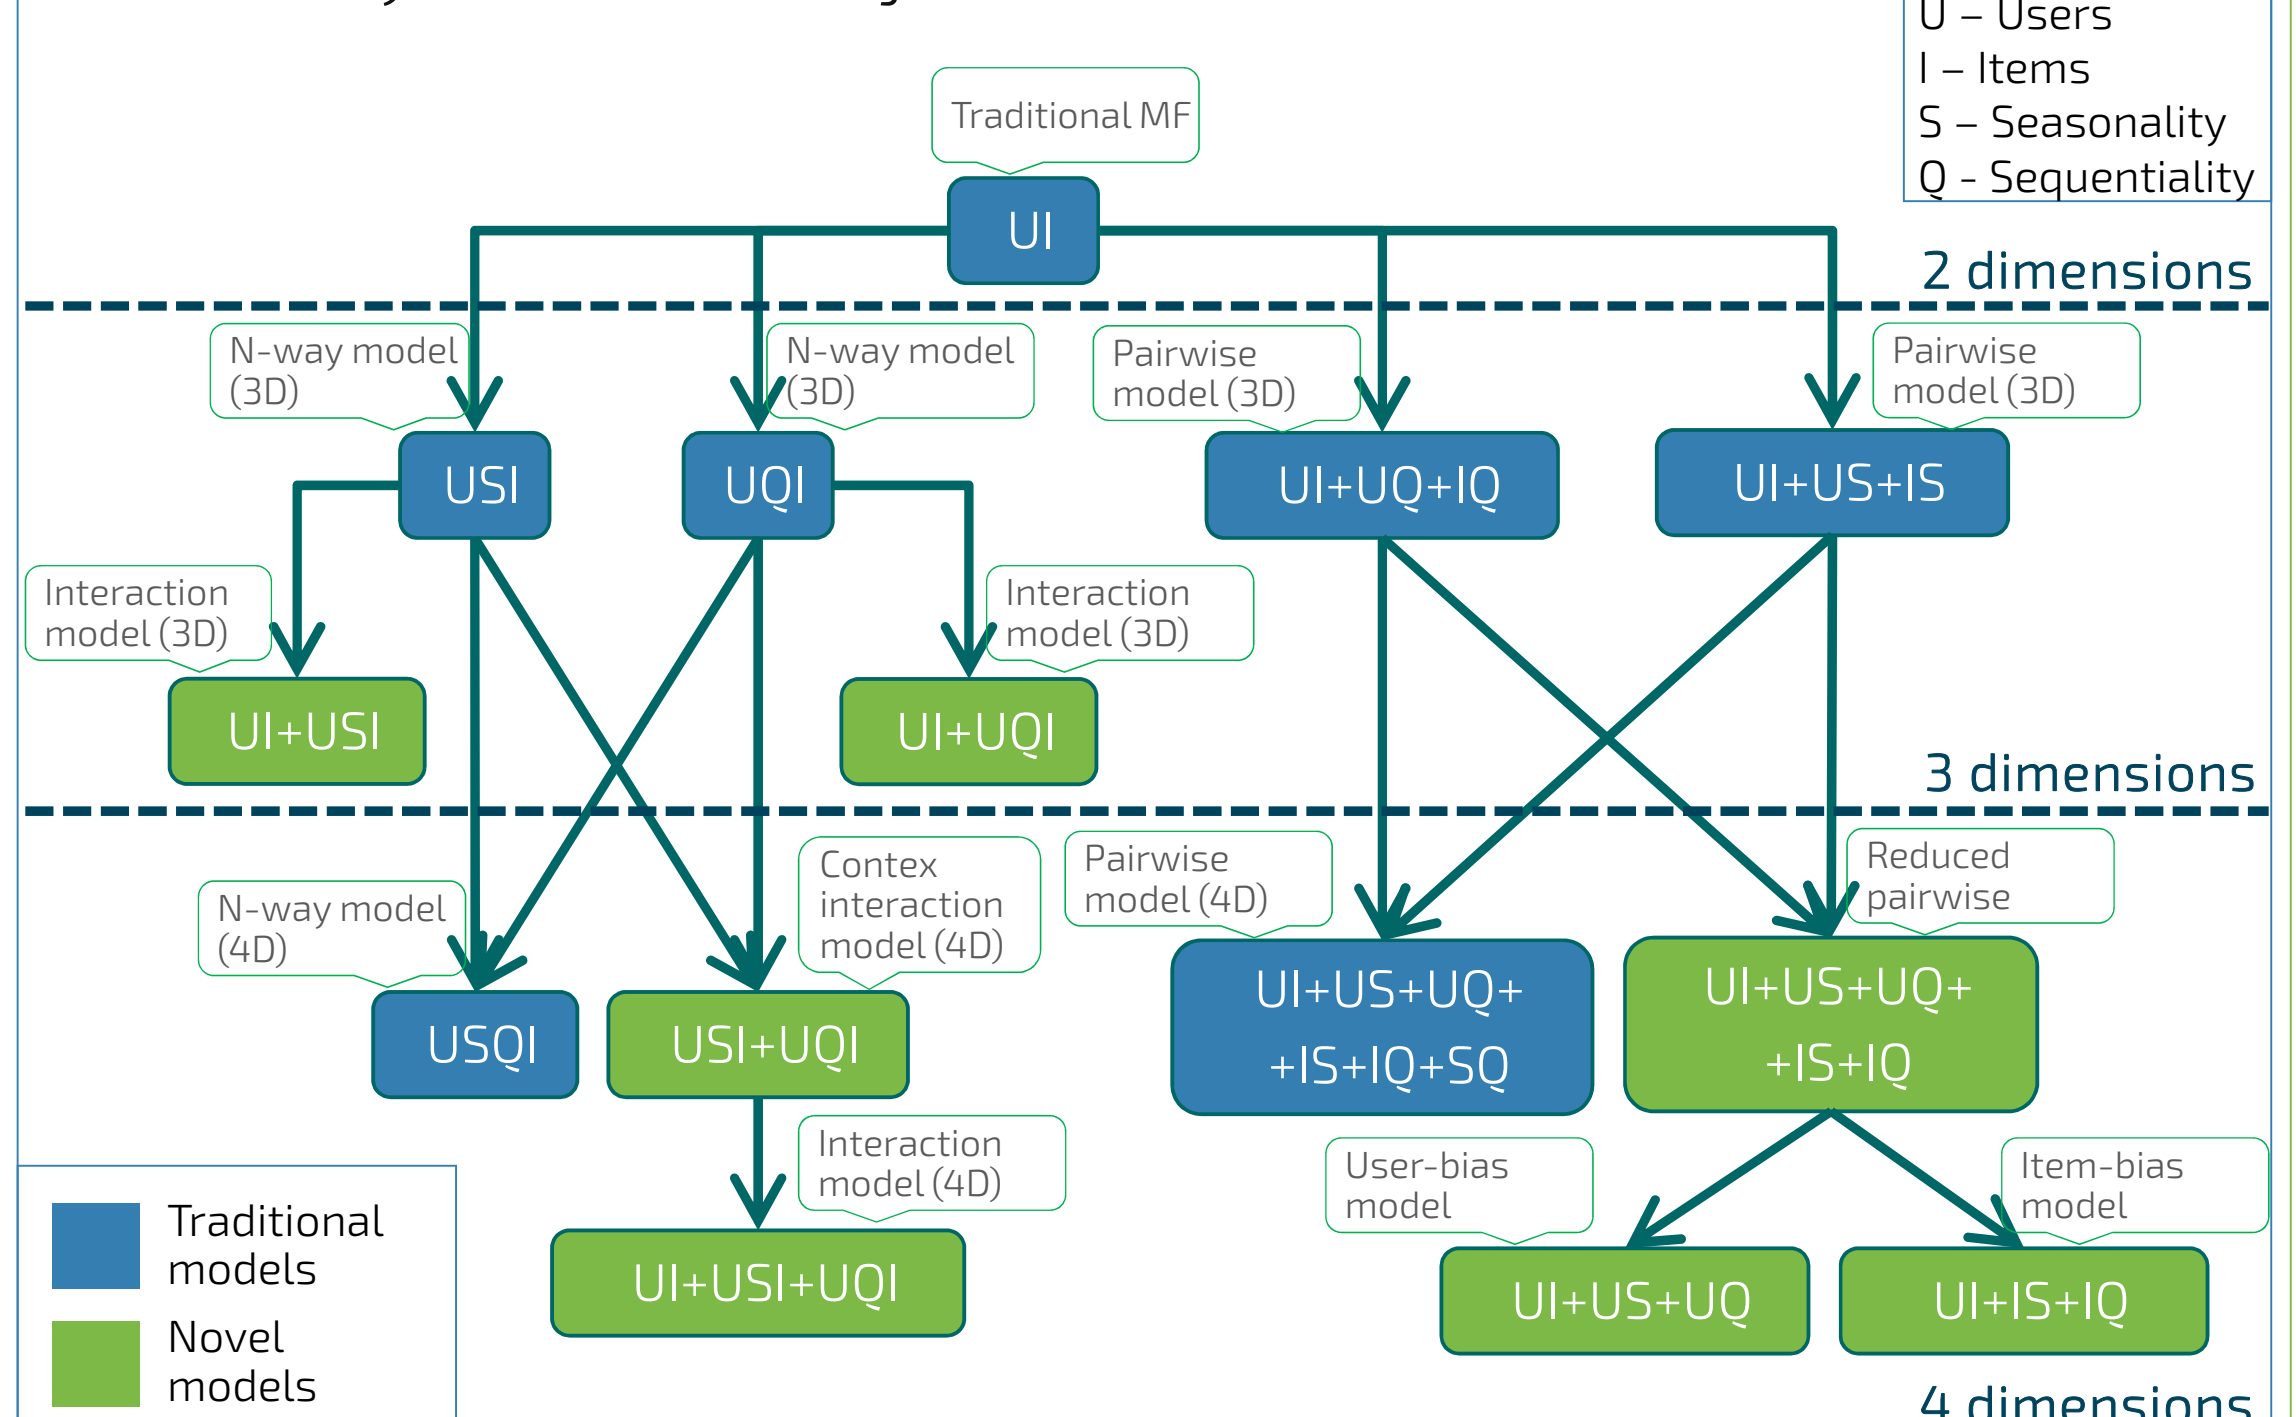 U – Users
I – Items
S – Seasonality
Q - Sequentiality
Traditional MF
UI
2 dimensions
N-way model
(3D)
N-way model
(3D)
Pairwise
model (3D)
Pairwise
model (3D)
USI
UQI
UI+UQ+IQ
UI+US+IS
Interaction
model (3D)
Interaction
model (3D)
UI+USI
UI+UQI
3 dimensions
N-way model
(4D)
Contex
interaction
model (4D)
Pairwise
model (4D)
Reduced
pairwise
USQI
USI+UQI
UI+US+UQ+
+IS+IQ+SQ
UI+US+UQ+
+IS+IQ
Interaction
model (4D)
User-bias
model
Item-bias
model
UI+USI+UQI
UI+US+UQ
UI+IS+IQ
Traditional
models
Novel
models
4 dimensions